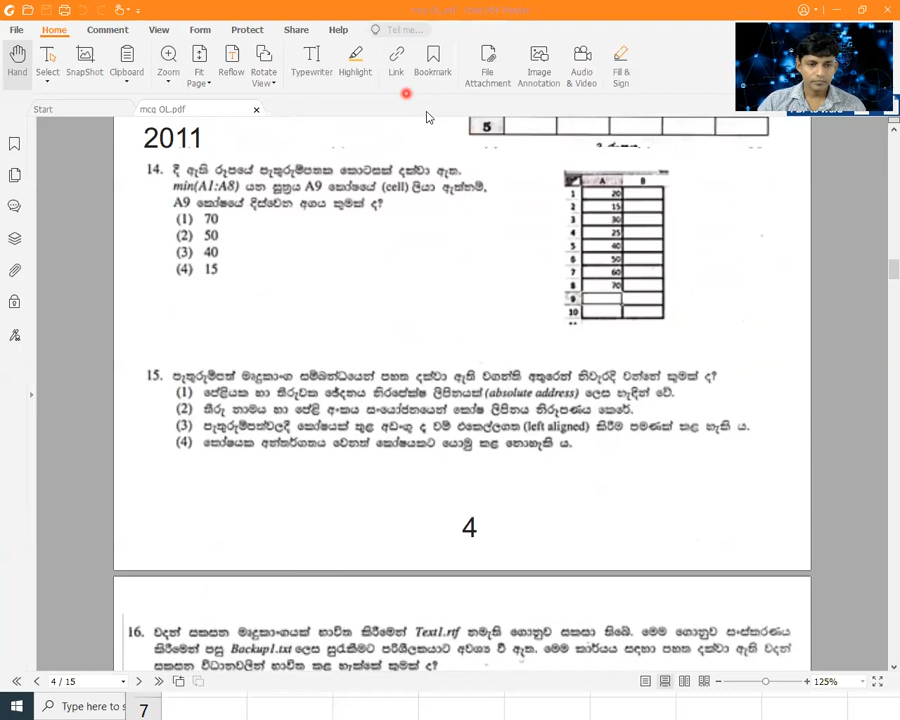 File Home Comment View Form Protect Share Help Tell me...
Hand Select SnapShot Clipboard Zoom Fit Page Reflow Rotate View Typewriter Highlight Link Bookmark File Attachment Image Annotation Audio & Video Fill & Sign
Start mcq OL.pdf
5
2011
14. දී ඇති රූපයේ පැතුරුම්පතක කොටසක් දක්වා ඇත.
min(A1:A8) යන සූත්‍රය A9 කෝෂයේ (cell) ලියා ඇත්නම්,
A9 කෝෂයේ දිස්වෙන අගය කුමක් ද?
(1) 70
(2) 50
(3) 40
(4) 15
A B
1 20
2 15
3 30
4 25
5 40
6 50
7 60
8 70
9
10
15. පැතුරුම්පත් මෘදුකාංග සම්බන්ධයෙන් පහත දක්වා ඇති වගන්ති අතුරෙන් නිවැරදි වන්නේ කුමක් ද?
(1) පේළියක හා තීරුවක ඡේදනය නිරපේක්ෂ ලිපිනයක් (absolute address) ලෙස හැඳින් වේ.
(2) තීරු නාමය හා පේළි අංකය සංයෝජනයෙන් කෝෂ ලිපිනය නිරූපණය කෙරේ.
(3) පැතුරුම්පත්වලදී කෝෂයක් තුළ අඩංගු ද වම් එකෙල්ලගත (left aligned) කිරීම පමණක් කළ හැකි ය.
(4) කෝෂයක අන්තර්ගතය වෙනත් කෝෂයකට යොමු කළ නොහැකි ය.
4
16. වදන් සකසන මෘදුකාංගයක් භාවිත කිරීමෙන් Text1.rtf නමැති ගොනුව සකසා තිබේ. මෙම ගොනුව සංස්කරණය
කිරීමෙන් පසු Backup1.txt ලෙස සුරැකීමට පරිශීලකයාට අවශ්‍ය වී ඇත. මෙම කාර්යය සඳහා පහත දක්වා ඇති වදන්
සකසන විධානවලින් භාවිත කළ හැක්කේ කුමක් ද?
4 / 15
125%
Type here to s
7